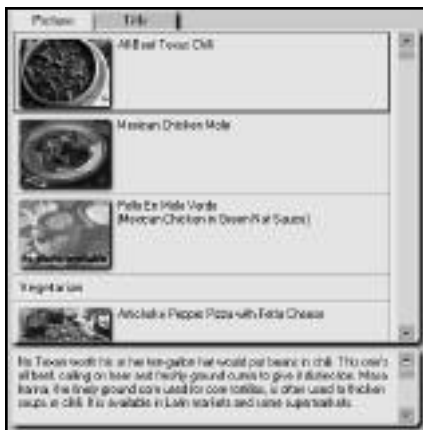 Picture Title
All Beef Texas Chili
Mexican Chicken Mole
Pollo En Mole Verde
(Mexican Chicken in Green Nut Sauce)
No photo available
Vegetarian
Artichoke Pepper Pizza with Feta Cheese
No Texan worth his or her ten-gallon hat would put beans in chili. This one's
all beef, calling on beer and freshly ground cumin to give it distinction. Masa
harina, the finely ground corn used for corn tortillas, is often used to thicken
soups or chili. It is available in Latin markets and some supermarkets.